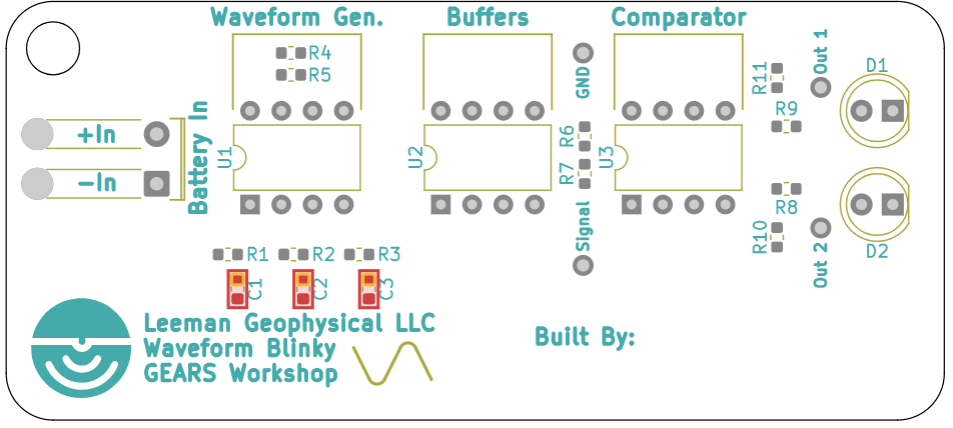 Waveform Gen.
Buffers
Comparator
R4
R5
R11
Out 1
D1
GND
R9
+In
-In
Battery In
U1
U2
R6
R7
U3
R8
R10
Signal
Out 2
D2
R1
R2
R3
C1
C2
C3
Leeman Geophysical LLC
Waveform Blinky
GEARS Workshop
Built By: